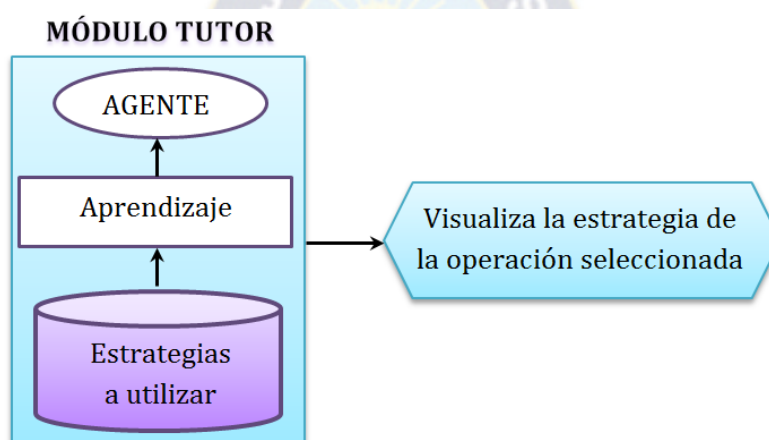 MÓDULO TUTOR
AGENTE
Aprendizaje
Estrategias
a utilizar
Visualiza la estrategia de
la operación seleccionada